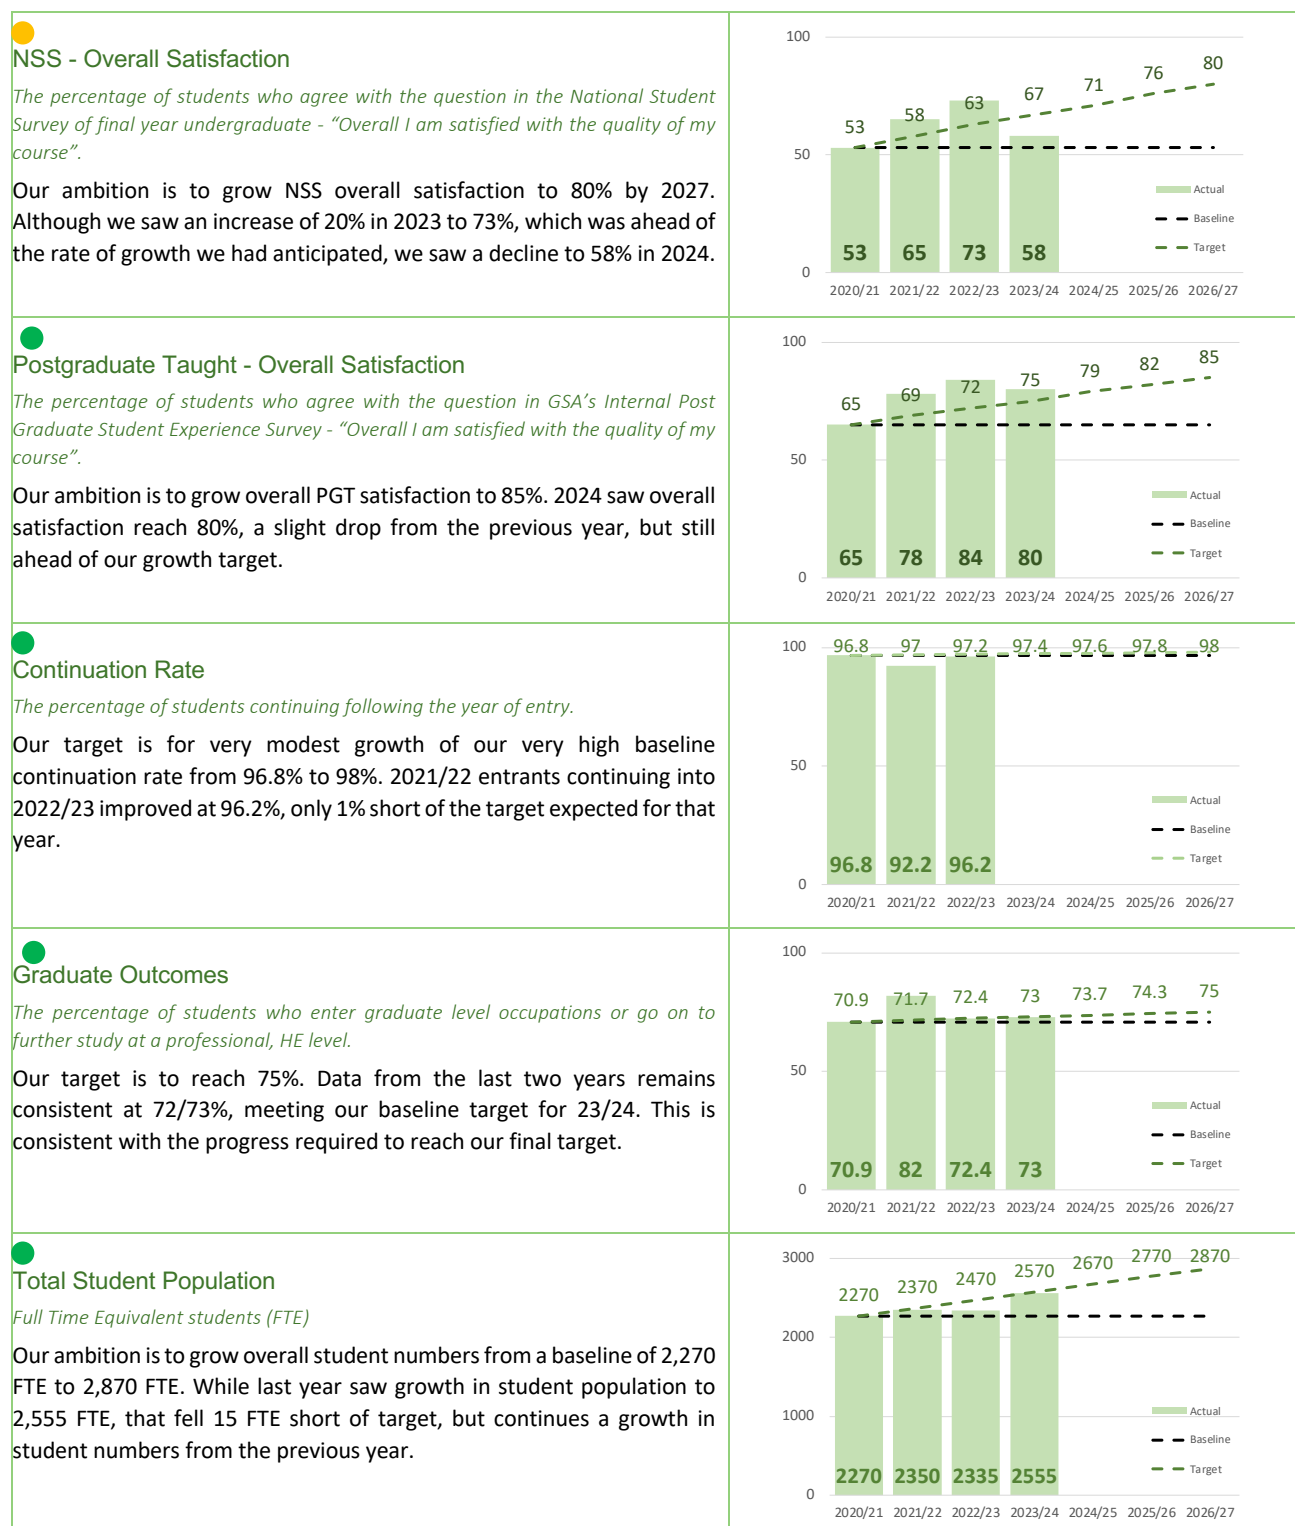 NSS - Overall Satisfaction
The percentage of students who agree with the question in the National Student
Survey of final year undergraduate - “Overall I am satisfied with the quality of my
course”.
Our ambition is to grow NSS overall satisfaction to 80% by 2027.
Although we saw an increase of 20% in 2023 to 73%, which was ahead of
the rate of growth we had anticipated, we saw a decline to 58% in 2024.
100
50
0
53 58 63 67 71 76 80
53 65 73 58
Actual
Baseline
Target
2020/21 2021/22 2022/23 2023/24 2024/25 2025/26 2026/27
Postgraduate Taught - Overall Satisfaction
The percentage of students who agree with the question in GSA’s Internal Post
Graduate Student Experience Survey - “Overall I am satisfied with the quality of my
course”.
Our ambition is to grow overall PGT satisfaction to 85%. 2024 saw overall
satisfaction reach 80%, a slight drop from the previous year, but still
ahead of our growth target.
100
50
0
65 69 72 75 79 82 85
65 78 84 80
Actual
Baseline
Target
2020/21 2021/22 2022/23 2023/24 2024/25 2025/26 2026/27
Continuation Rate
The percentage of students continuing following the year of entry.
Our target is for very modest growth of our very high baseline
continuation rate from 96.8% to 98%. 2021/22 entrants continuing into
2022/23 improved at 96.2%, only 1% short of the target expected for that
year.
100
50
0
96.8 97 97.2 97.4 97.6 97.8 98
96.8 92.2 96.2
Actual
Baseline
Target
2020/21 2021/22 2022/23 2023/24 2024/25 2025/26 2026/27
Graduate Outcomes
The percentage of students who enter graduate level occupations or go on to
further study at a professional, HE level.
Our target is to reach 75%. Data from the last two years remains
consistent at 72/73%, meeting our baseline target for 23/24. This is
consistent with the progress required to reach our final target.
100
50
0
70.9 71.7 72.4 73 73.7 74.3 75
70.9 82 72.4 73
Actual
Baseline
Target
2020/21 2021/22 2022/23 2023/24 2024/25 2025/26 2026/27
Total Student Population
Full Time Equivalent students (FTE)
Our ambition is to grow overall student numbers from a baseline of 2,270
FTE to 2,870 FTE. While last year saw growth in student population to
2,555 FTE, that fell 15 FTE short of target, but continues a growth in
student numbers from the previous year.
3000
2000
1000
0
2270 2370 2470 2570 2670 2770 2870
2270 2350 2335 2555
Actual
Baseline
Target
2020/21 2021/22 2022/23 2023/24 2024/25 2025/26 2026/27